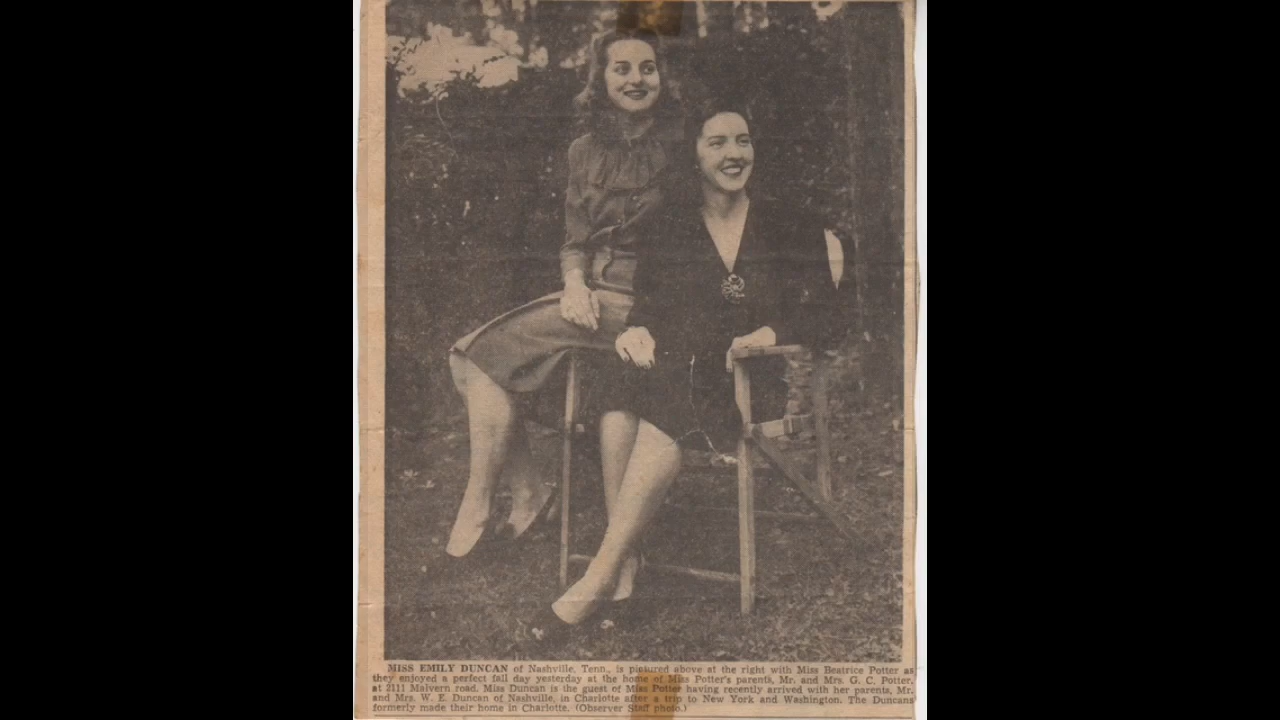 MISS EMILY DUNCAN of Nashville, Tenn., is pictured above at the right with Miss Beatrice Potter as
they enjoyed a perfect fall day yesterday at the home of Miss Potter's parents, Mr. and Mrs. G. C. Potter,
at 2111 Malvern road. Miss Duncan is the guest of Miss Potter having recently arrived with her parents, Mr.
and Mrs. W. E. Duncan of Nashville, in Charlotte after a trip to New York and Washington. The Duncans
formerly made their home in Charlotte. (Observer Staff photo.)